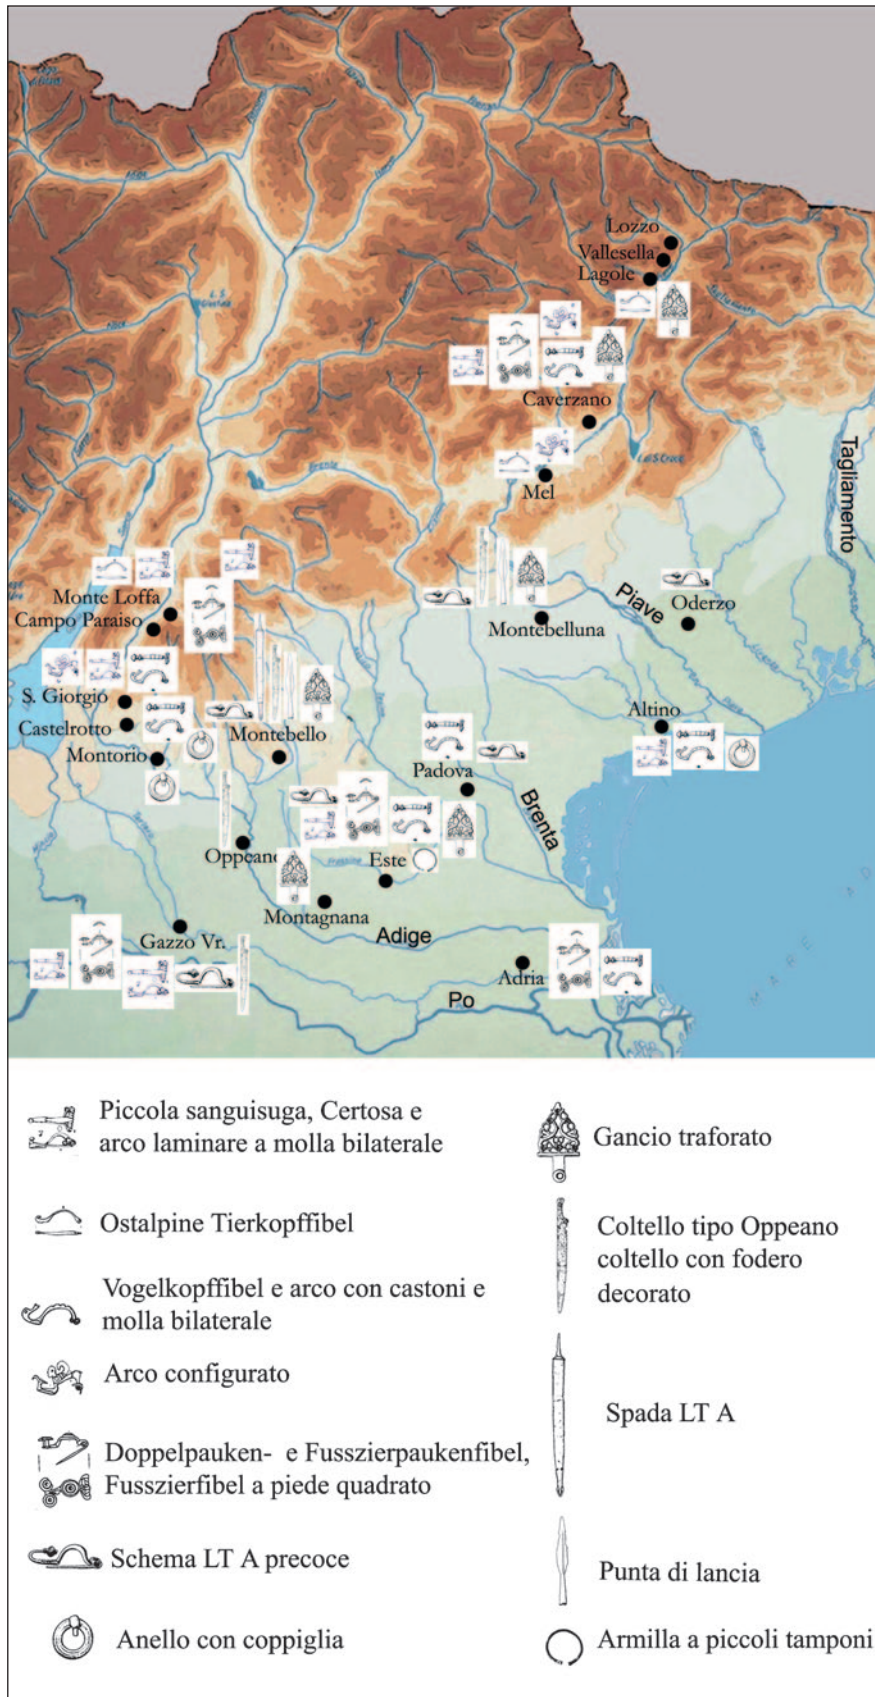 Lozzo
Vallesella
Lagole
Caverzano
Mel
Tagliamento
Monte Loffa
Campo Paraiso
Montebelluna
Piave
Oderzo
S. Giorgio
Castelrotto
Montorio
Montebello
Altino
Padova
Brenta
Oppeano
Este
Montagnana
Gazzo Vr.
Adige
Adria
Po
MARE AD
Piccola sanguisuga, Certosa e
arco laminare a molla bilaterale
Ostalpine Tierkopffibel
Vogelkopffibel e arco con castoni e
molla bilaterale
Arco configurato
Doppelpauken- e Fusszierpaukenfibel,
Fusszierfibel a piede quadrato
Schema LT A precoce
Anello con coppiglia
Gancio traforato
Coltello tipo Oppeano
coltello con fodero
decorato
Spada LT A
Punta di lancia
Armilla a piccoli tamponi